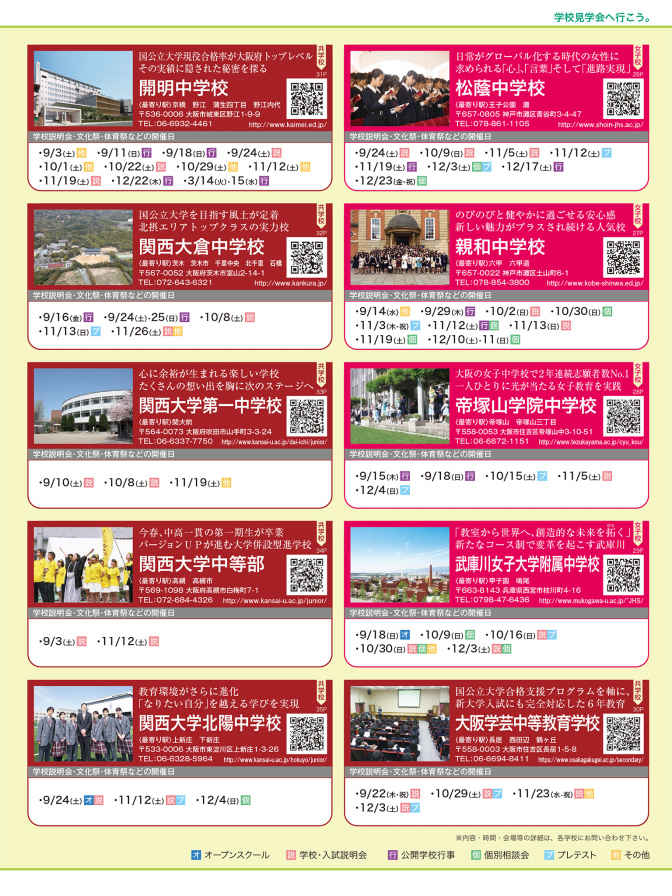 学校見学会へ行こう。
国公立大学現役合格率が大阪府トップレベル
その実績に隠された秘密を探る
共学校
31P
開明中学校
(最寄り駅)京橋 野江 蒲生四丁目 野江内代
〒536-0006 大阪市城東区野江1-9-9
TEL:06-6932-4461 http://www.kaimei.ed.jp/
学校説明会・文化祭・体育祭などの開催日
・9/3(土)他 ・9/11(日)行 ・9/18(日)行 ・9/24(土)説
・10/1(土)他 ・10/22(土)説 ・10/29(土)他 ・11/12(土)他
・11/19(土)説 ・12/22(木)行 ・3/14(火)・15(水)行
日常がグローバル化する時代の女性に
求められる「心」、「言葉」そして「進路実現」
女子校
26P
松蔭中学校
(最寄り駅)王子公園 灘
〒657-0805 神戸市灘区青谷町3-4-47
TEL:078-861-1105 http://www.shoin-jhs.ac.jp/
学校説明会・文化祭・体育祭などの開催日
・9/24(土)説 ・10/9(日)説 ・11/5(土)説 ・11/12(土)プ
・11/19(土)行 ・12/3(土)個プ ・12/17(土)行
・12/23(金・祝)個
国公立大学を目指す風土が定着
北摂エリアトップクラスの実力校
共学校
32P
関西大倉中学校
(最寄り駅)茨木 茨木市 千里中央 北千里 石橋
〒567-0052 大阪府茨木市室山2-14-1
TEL:072-643-6321 http://www.kankura.jp/
学校説明会・文化祭・体育祭などの開催日
・9/16(金)行 ・9/24(土)・25(日)行 ・10/8(土)説
・11/13(日)プ ・11/26(土)説他
のびのびと健やかに過ごせる安心感
新しい魅力がプラスされ続ける人気校
女子校
27P
親和中学校
(最寄り駅)六甲 六甲道
〒657-0022 神戸市灘区土山町6-1
TEL:078-854-3800 http://www.kobe-shinwa.ed.jp/
学校説明会・文化祭・体育祭などの開催日
・9/14(水)他 ・9/29(木)行 ・10/2(日)説 ・10/30(日)個
・11/3(木・祝)プ ・11/12(土)行個 ・11/13(日)説
・11/19(土)個 ・12/10(土)・11(日)個
心に余裕が生まれる楽しい学校
たくさんの想い出を胸に次のステージへ
共学校
33P
関西大学第一中学校
(最寄り駅)関大前
〒564-0073 大阪府吹田市山手町3-3-24
TEL:06-6337-7750 http://www.kansai-u.ac.jp/dai-ichi/junior/
学校説明会・文化祭・体育祭などの開催日
・9/10(土)説 ・10/8(土)説 ・11/19(土)他
大阪の女子中学校で2年連続志願者数No.1
一人ひとりに光が当たる女子教育を実践
女子校
28P
帝塚山学院中学校
(最寄り駅)帝塚山 帝塚山三丁目
〒558-0053 大阪市住吉区帝塚山中3-10-51
TEL:06-6672-1151 http://www.tezukayama.ac.jp/cyu_kou/
学校説明会・文化祭・体育祭などの開催日
・9/15(木)行 ・9/18(日)行 ・10/15(土)プ ・11/5(土)説
・12/4(日)プ
今春、中高一貫の第一期生が卒業
バージョンUPが進む大学併設型進学校
共学校
34P
関西大学中等部
(最寄り駅)高槻 高槻市
〒569-1098 大阪府高槻市白梅町7-1
TEL:072-684-4326 http://www.kansai-u.ac.jp/junior/
学校説明会・文化祭・体育祭などの開催日
・9/3(土)説 ・11/12(土)説
「教室から世界へ、創造的な未来を拓く」
新たなコース制で変革を起こす武庫川
女子校
29P
武庫川女子大学附属中学校
(最寄り駅)甲子園 鳴尾
〒663-8143 兵庫県西宮市枝川町4-16
TEL:0798-47-6436 http://www.mukogawa-u.ac.jp/~JHS/
学校説明会・文化祭・体育祭などの開催日
・9/18(日)オ ・10/9(日)個 ・10/16(日)説プ
・10/30(日)説個他 ・12/3(土)説個
教育環境がさらに進化
「なりたい自分」を越える学びを実現
共学校
35P
関西大学北陽中学校
(最寄り駅)上新庄 下新庄
〒533-0006 大阪市東淀川区上新庄1-3-26
TEL:06-6328-5964 http://www.kansai-u.ac.jp/hokuyo/junior/
学校説明会・文化祭・体育祭などの開催日
・9/24(土)オ説 ・11/12(土)説プ ・12/4(日)個
国公立大学合格支援プログラムを軸に、
新大学入試にも完全対応した6年教育
共学校
30P
大阪学芸中等教育学校
(最寄り駅)長居 西田辺 鶴ヶ丘
〒558-0003 大阪市住吉区長居1-5-8
TEL:06-6694-8411 https://www.osakagakugei.ac.jp/secondary/
学校説明会・文化祭・体育祭などの開催日
・9/22(木・祝)説 ・10/29(土)説プ ・11/23(水・祝)説他
・12/3(土)説プ
※内容・時間・会場等の詳細は、各学校にお問い合わせ下さい。
オ オープンスクール 説 学校・入試説明会 行 公開学校行事 個 個別相談会 プ プレテスト 他 その他